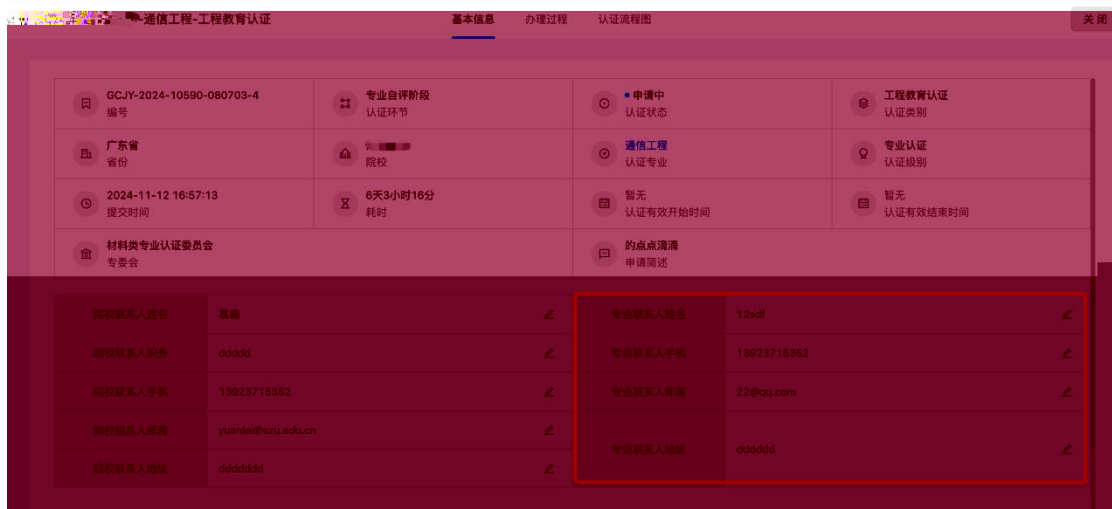 通信工程-工程教育认证
基本信息 办理过程 认证流程图 关闭
GCJY-2024-10590-080703-4 专业自评阶段 •申请中 工程教育认证
编号 认证环节 认证状态 认证类别
广东省 通信工程 专业认证
省份 院校 认证专业 认证级别
2024-11-12 16:57:13 6天3小时16分 暂无 暂无
提交时间 耗时 认证有效开始时间 认证有效结束时间
材料类专业认证委员会 的点点滴滴
专委会 申请简述
院校联系人姓名 袁磊 专业联系人姓名 12sdf
院校联系人职务 ddddd 专业联系人手机 13923715352
院校联系人手机 13923715352 专业联系人邮箱 22@qq.com
院校联系人邮箱 yuanlei@szu.edu.cn
专业联系人地址 dddddd
院校联系人地址 ddddddd